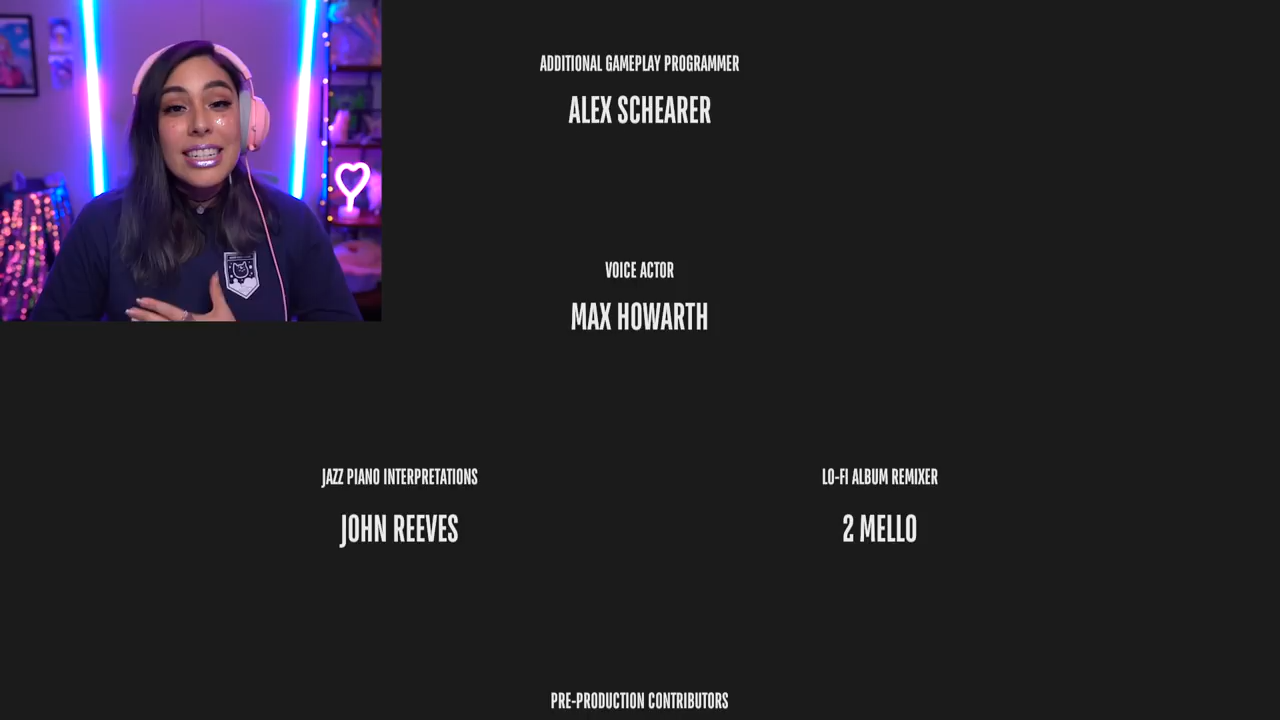 ADDITIONAL GAMEPLAY PROGRAMMER
ALEX SCHEARER
VOICE ACTOR
MAX HOWARTH
JAZZ PIANO INTERPRETATIONS
JOHN REEVES
LO-FI ALBUM REMIXER
2 MELLO
PRE-PRODUCTION CONTRIBUTORS